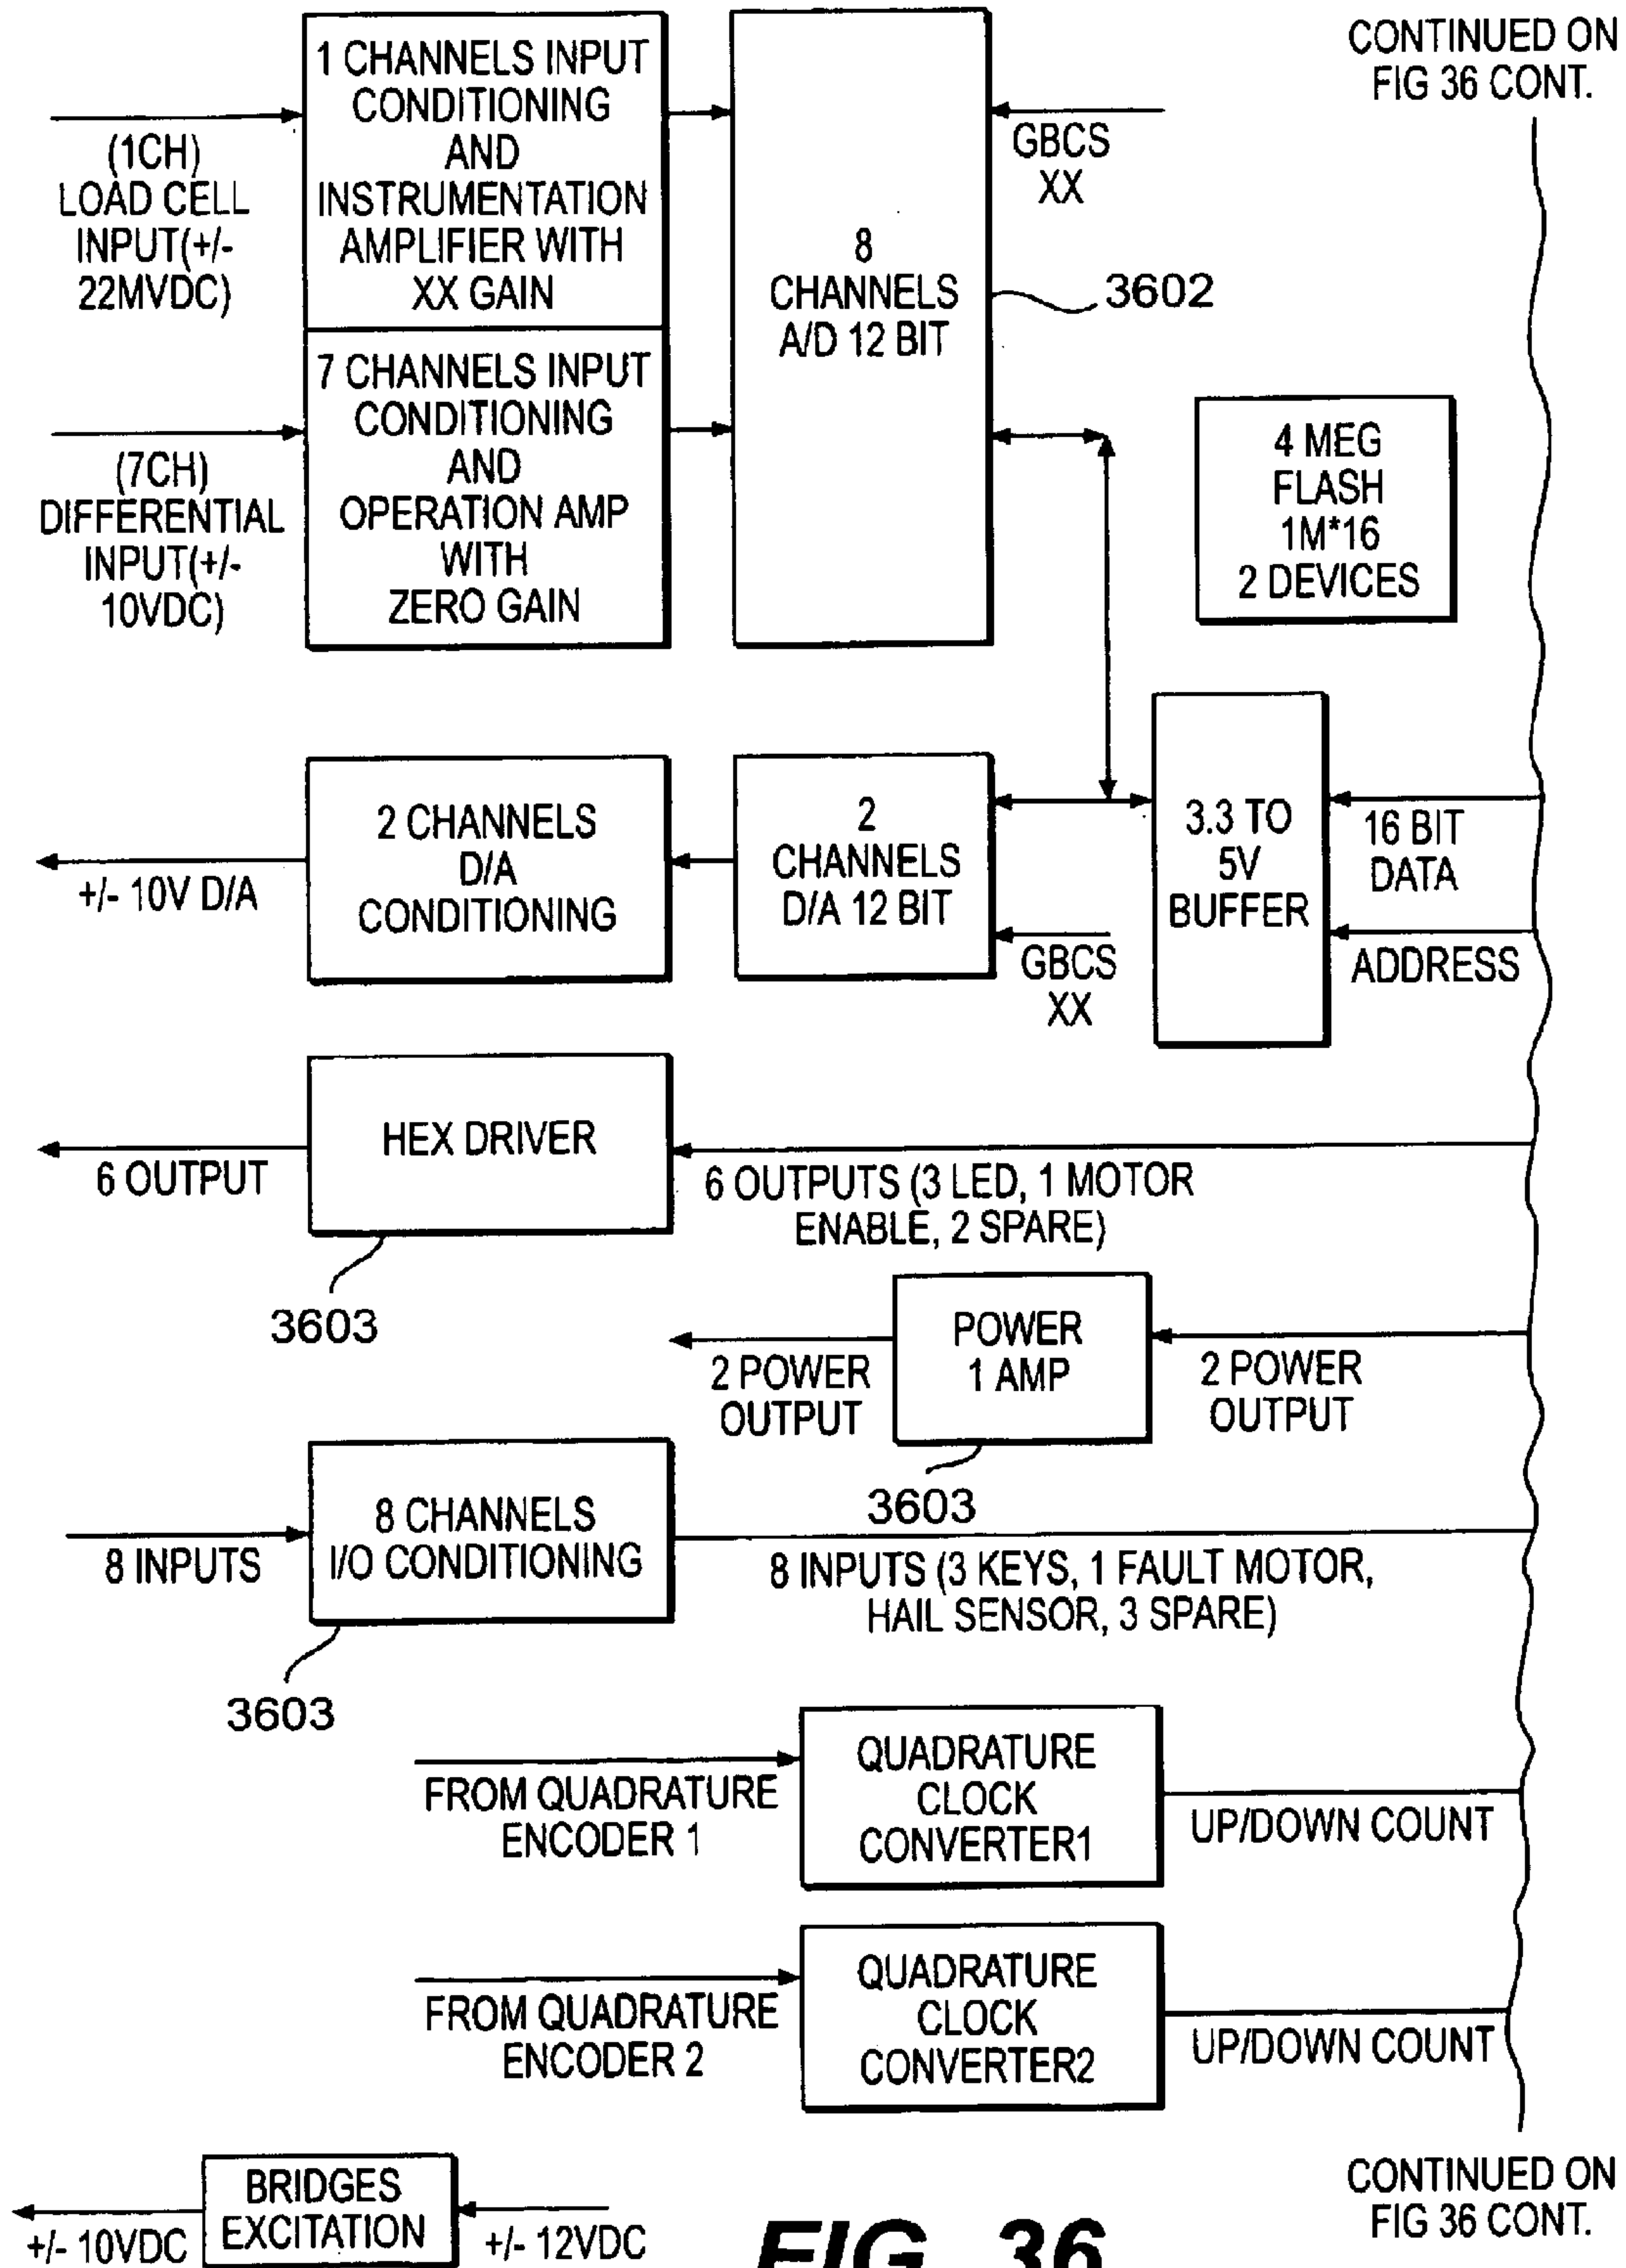 CONTINUED ON
FIG 36 CONT.
1 CHANNELS INPUT
CONDITIONING
AND
INSTRUMENTATION
AMPLIFIER WITH
XX GAIN
(1CH)
LOAD CELL
INPUT(+/-
22MVDC)
8
CHANNELS
A/D 12 BIT
GBCS
XX
3602
7 CHANNELS INPUT
CONDITIONING
AND
OPERATION AMP
WITH
ZERO GAIN
(7CH)
DIFFERENTIAL
INPUT(+/-
10VDC)
4 MEG
FLASH
1M*16
2 DEVICES
2 CHANNELS
D/A
CONDITIONING
+/- 10V D/A
2
CHANNELS
D/A 12 BIT
GBCS
XX
3.3 TO
5V
BUFFER
16 BIT
DATA
ADDRESS
HEX DRIVER
6 OUTPUT
6 OUTPUTS (3 LED, 1 MOTOR
ENABLE, 2 SPARE)
3603
POWER
1 AMP
2 POWER
OUTPUT
2 POWER
OUTPUT
3603
8 CHANNELS
I/O CONDITIONING
8 INPUTS
8 INPUTS (3 KEYS, 1 FAULT MOTOR,
HAIL SENSOR, 3 SPARE)
3603
QUADRATURE
CLOCK
CONVERTER1
FROM QUADRATURE
ENCODER 1
UP/DOWN COUNT
QUADRATURE
CLOCK
CONVERTER2
FROM QUADRATURE
ENCODER 2
UP/DOWN COUNT
BRIDGES
EXCITATION
+/- 10VDC
+/- 12VDC
CONTINUED ON
FIG 36 CONT.
FIG. 36